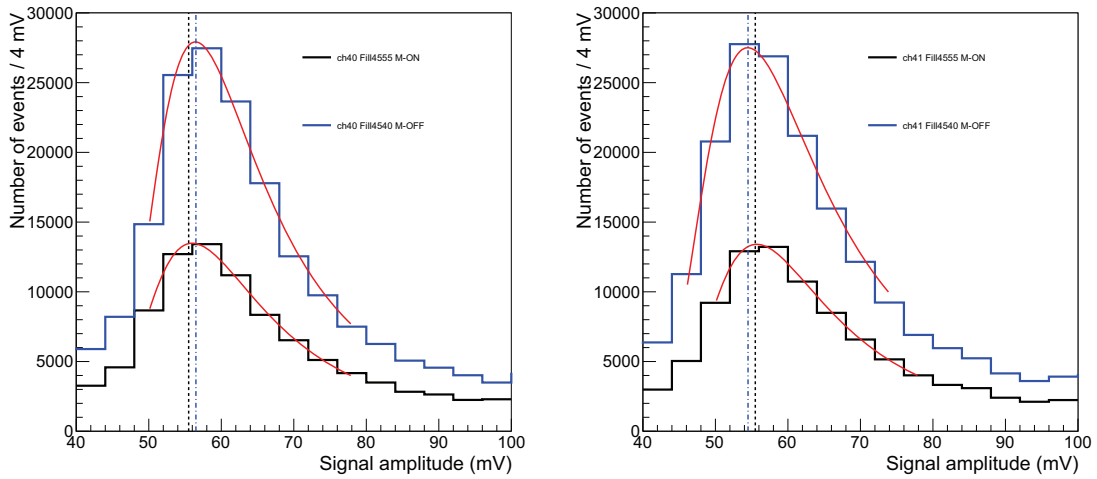 Number of events / 4 mV
30000
25000
20000
15000
10000
5000
0
ch40 Fill4555 M-ON
ch40 Fill4540 M-OFF
40 50 60 70 80 90 100
Signal amplitude (mV)
Number of events / 4 mV
30000
25000
20000
15000
10000
5000
0
ch41 Fill4555 M-ON
ch41 Fill4540 M-OFF
40 50 60 70 80 90 100
Signal amplitude (mV)